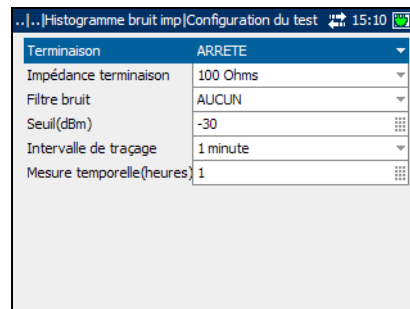 ..|..|Histogramme bruit imp|Configuration du test 15:10
Terminaison ARRETE
Impédance terminaison 100 Ohms
Filtre bruit AUCUN
Seuil(dBm) -30
Intervalle de traçage 1 minute
Mesure temporelle(heures) 1